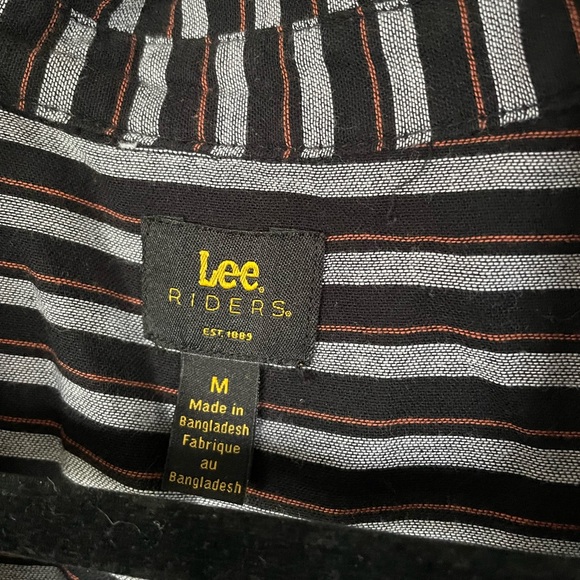 Lee®
RIDERS®
EST. 1889
M
Made in
Bangladesh
Fabrique
au
Bangladesh